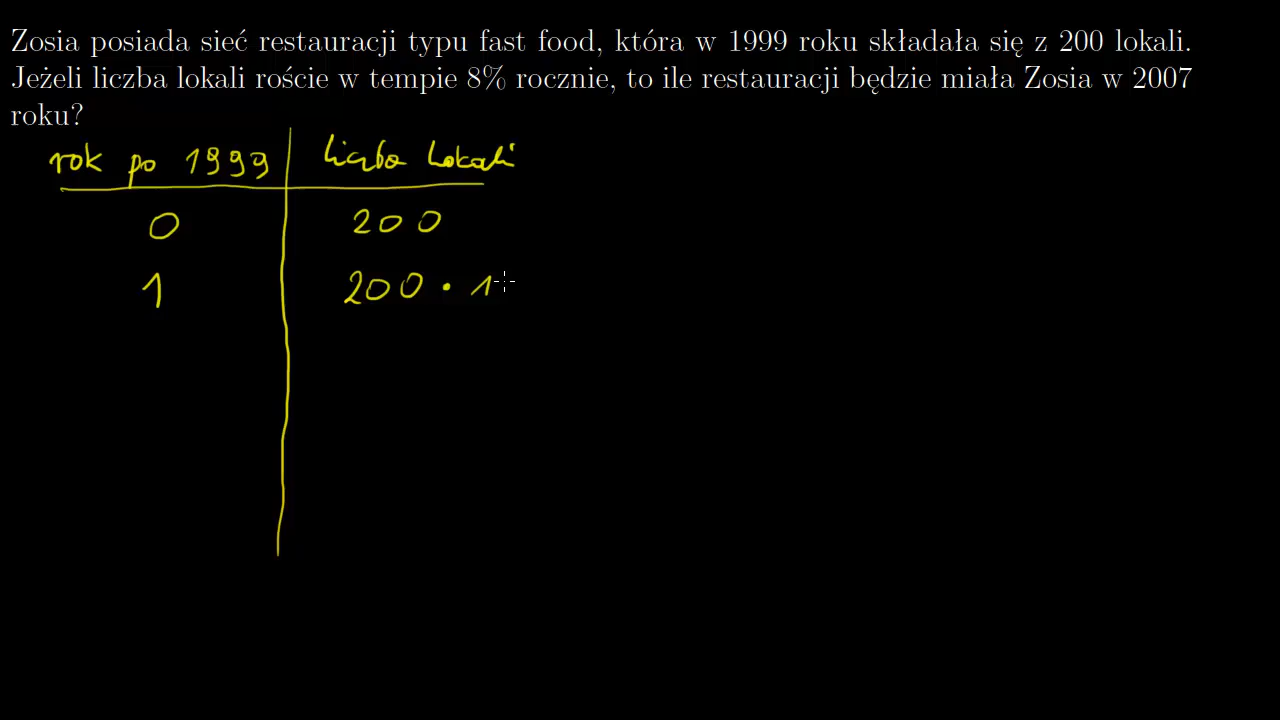 Zosia posiada sieć restauracji typu fast food, która w 1999 roku składała się z 200 lokali.
Jeżeli liczba lokali roście w tempie 8% rocznie, to ile restauracji będzie miała Zosia w 2007
roku?
rok po 1999 liczba lokali
0 200
1 200 · 1